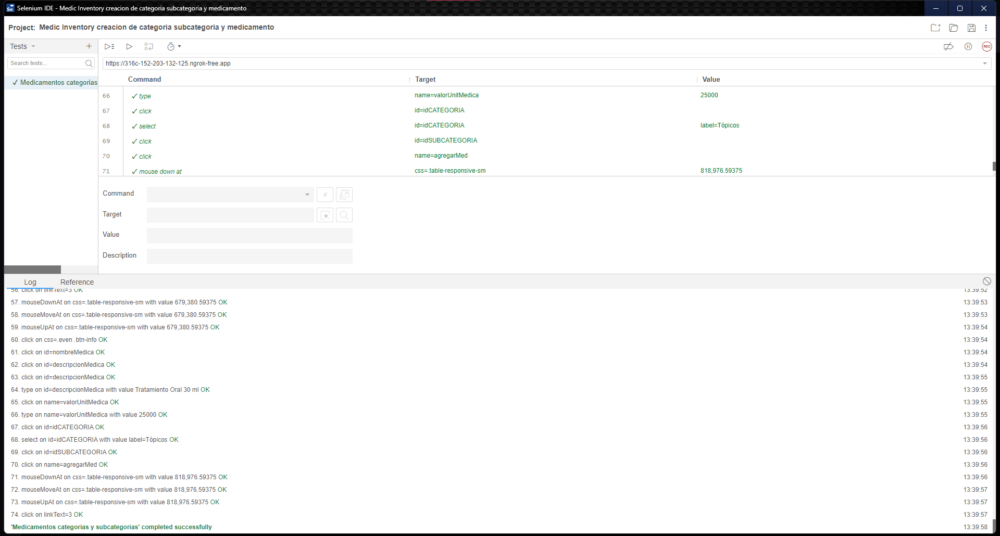 Selenium IDE - Medic Inventory creacion de categoria subcategoria y medicamento
Project: Medic Inventory creacion de categoria subcategoria y medicamento
Tests
Search tests...
Medicamentos categorias
REC
https://316c-152-203-132-125.ngrok-free.app
Command Target Value
66 ✓ type name=valorUnitMedica 25000
67 ✓ click id=idCATEGORIA
68 ✓ select id=idCATEGORIA label=Tópicos
69 ✓ click id=idSUBCATEGORIA
70 ✓ click name=agregarMed
71 ✓ mouse down at css=.table-responsive-sm 818,976.59375
Command //
Target
Value
Description
Log Reference
56. click on linkText=3 OK 13:39:52
57. mouseDownAt on css=.table-responsive-sm with value 679,380.59375 OK 13:39:53
58. mouseMoveAt on css=.table-responsive-sm with value 679,380.59375 OK 13:39:53
59. mouseUpAt on css=.table-responsive-sm with value 679,380.59375 OK 13:39:54
60. click on css=.even .btn-info OK 13:39:54
61. click on id=nombreMedica OK 13:39:54
62. click on id=descripcionMedica OK 13:39:54
63. click on id=descripcionMedica OK 13:39:55
64. type on id=descripcionMedica with value Tratamiento Oral 30 ml OK 13:39:55
65. click on name=valorUnitMedica OK 13:39:55
66. type on name=valorUnitMedica with value 25000 OK 13:39:55
67. click on id=idCATEGORIA OK 13:39:56
68. select on id=idCATEGORIA with value label=Tópicos OK 13:39:56
69. click on id=idSUBCATEGORIA OK 13:39:56
70. click on name=agregarMed OK 13:39:56
71. mouseDownAt on css=.table-responsive-sm with value 818,976.59375 OK 13:39:56
72. mouseMoveAt on css=.table-responsive-sm with value 818,976.59375 OK 13:39:57
73. mouseUpAt on css=.table-responsive-sm with value 818,976.59375 OK 13:39:57
74. click on linkText=3 OK 13:39:57
'Medicamentos categorias y subcategorias' completed successfully 13:39:58